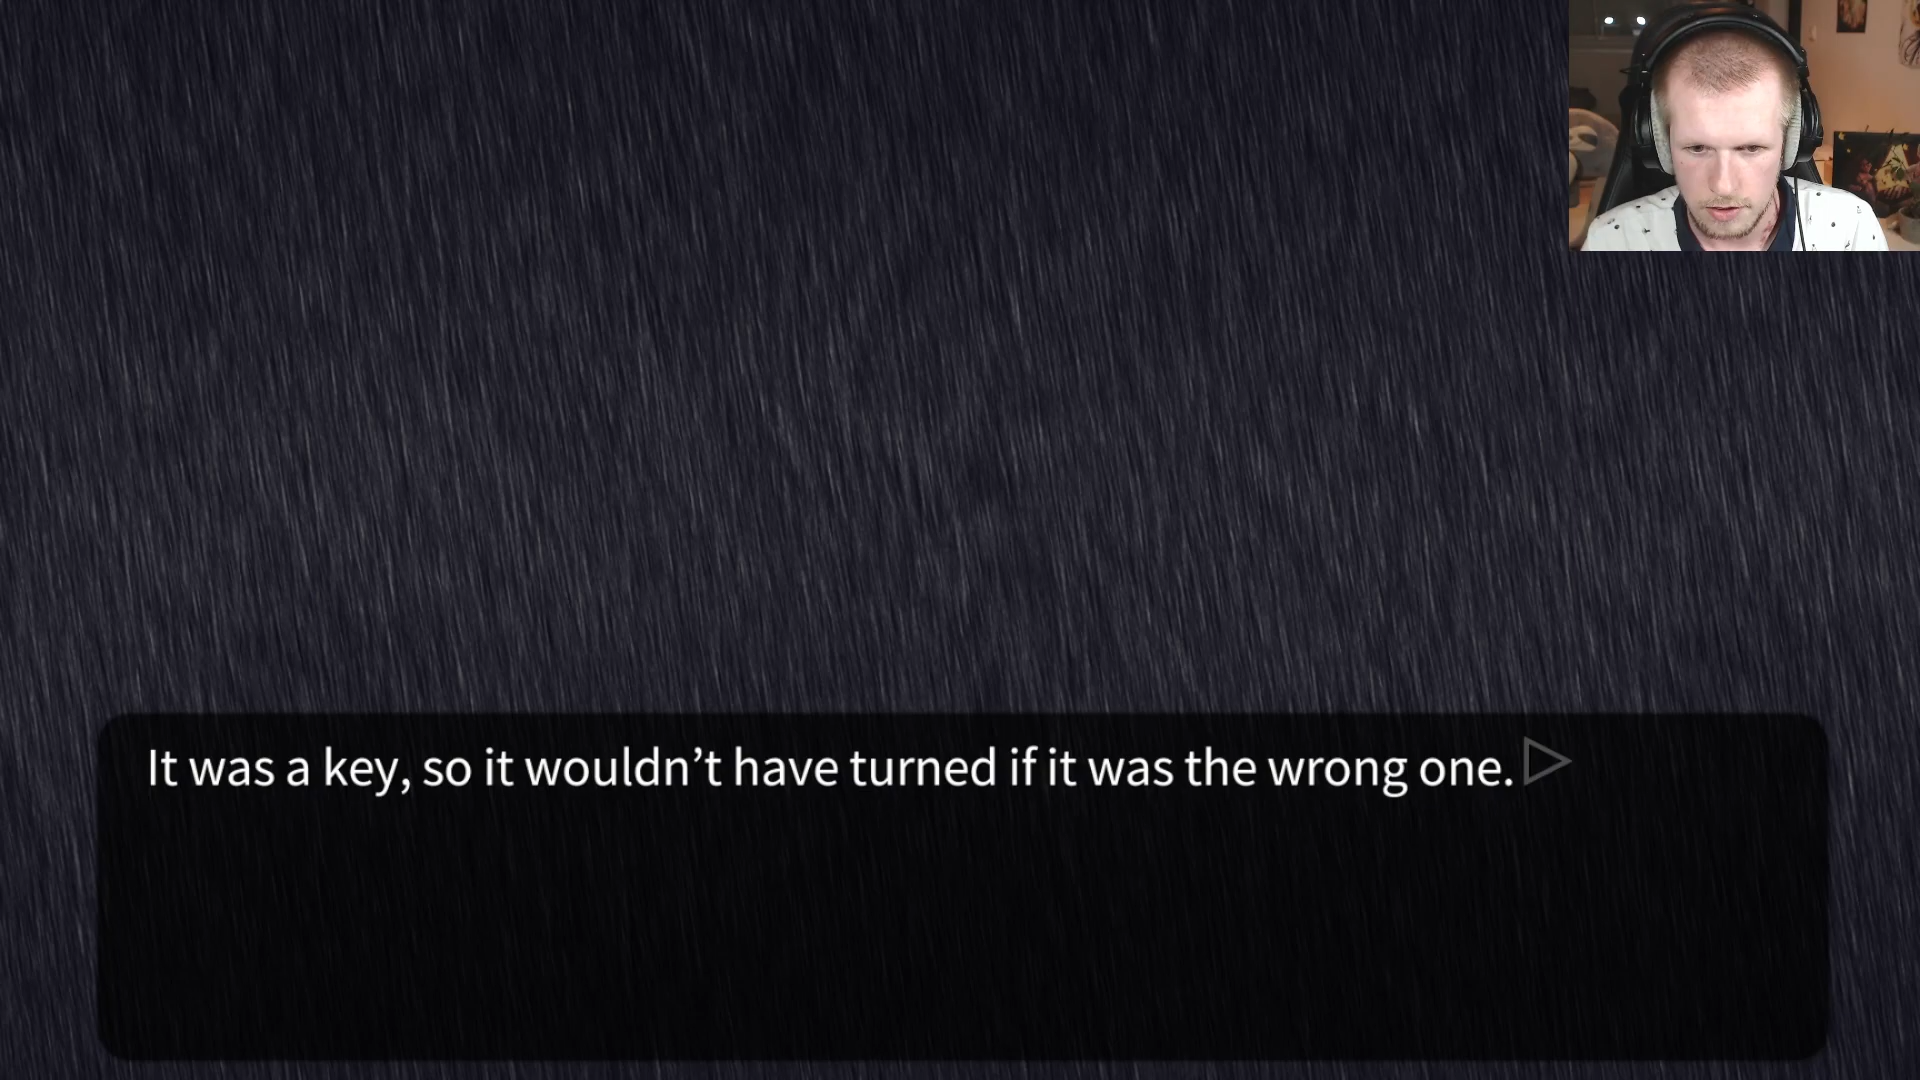 It was a key, so it wouldn’t have turned if it was the wrong one.